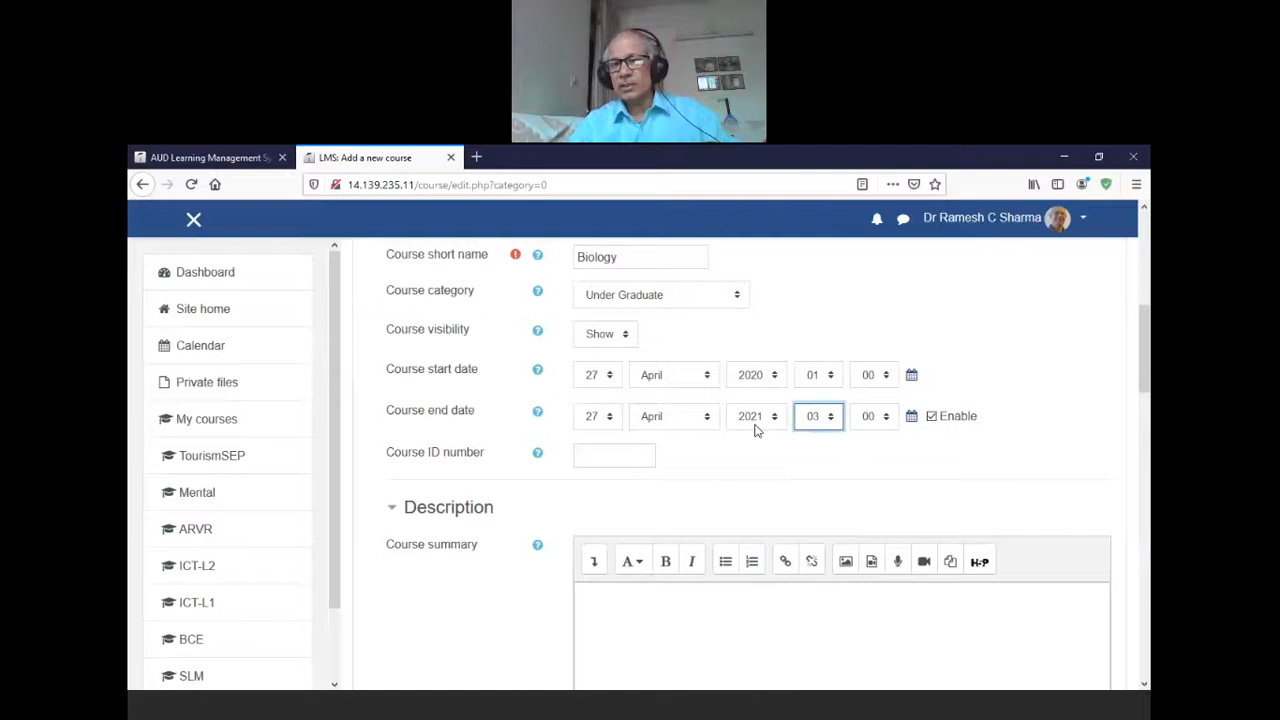 AUD Learning Management Sy
LMS: Add a new course
14.139.235.11/course/edit.php?category=0
Dr Ramesh C Sharma
Dashboard
Site home
Calendar
Private files
My courses
TourismSEP
Mental
ARVR
ICT-L2
ICT-L1
BCE
SLM
Course short name Biology
Course category Under Graduate
Course visibility Show
Course start date 27 April 2020 01 00
Course end date 27 April 2021 03 00 Enable
Course ID number
Description
Course summary
A B I H-P